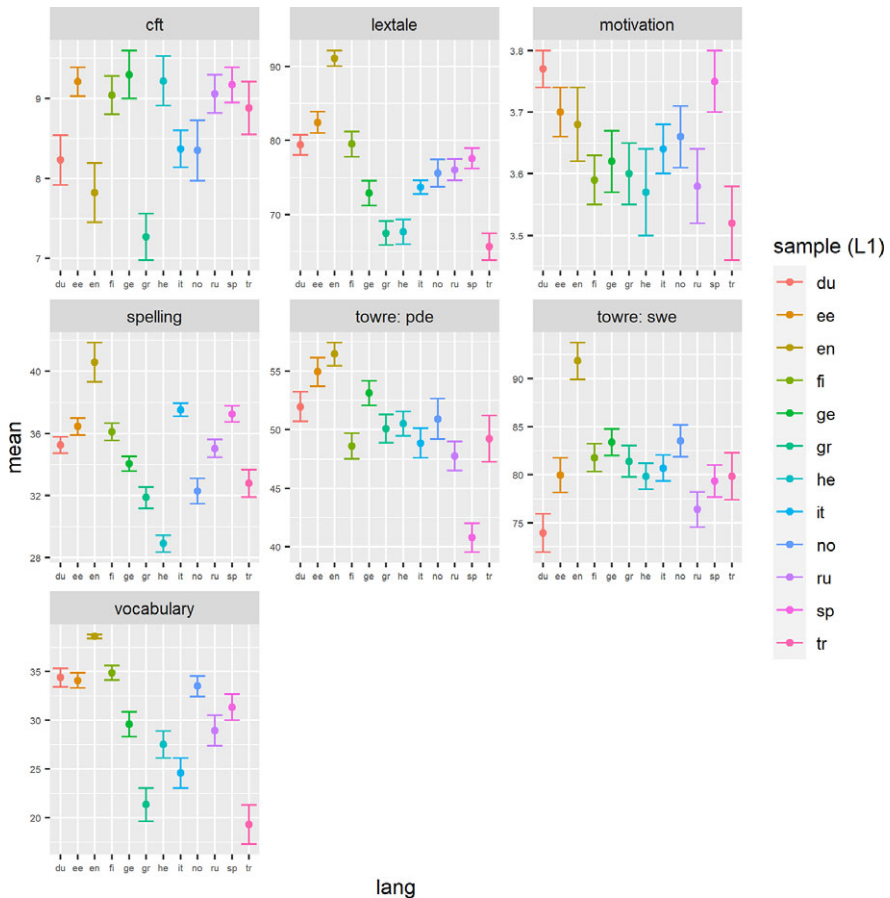 cft
lextale
motivation
9
8
7
du ee en fi ge gr he it no ru sp tr
90
80
70
du ee en fi ge gr he it no ru sp tr
3.8
3.7
3.6
3.5
du ee en fi ge gr he it no ru sp tr
spelling
towre: pde
towre: swe
40
36
32
28
du ee en fi ge gr he it no ru sp tr
55
50
45
40
du ee en fi ge gr he it no ru sp tr
90
85
80
75
du ee en fi ge gr he it no ru sp tr
vocabulary
35
30
25
20
du ee en fi ge gr he it no ru sp tr
mean
lang
sample (L1)
du
ee
en
fi
ge
gr
he
it
no
ru
sp
tr